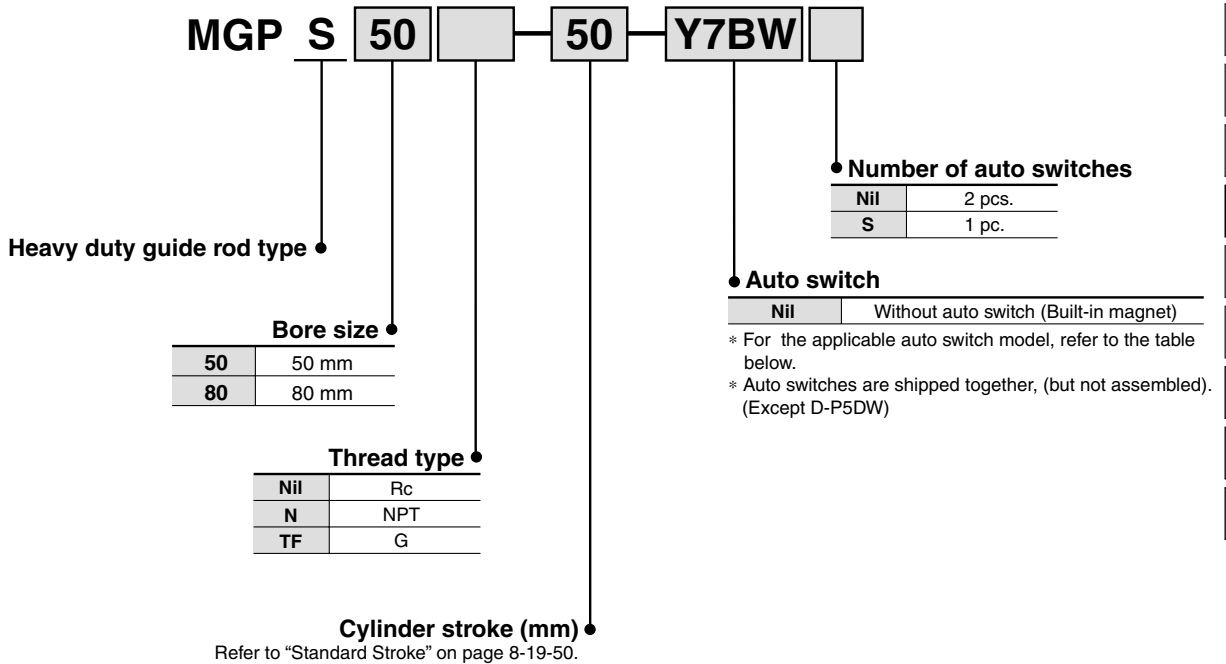 MGP S 50 50 Y7BW
Number of auto switches
Nil 2 pcs.
S 1 pc.
Heavy duty guide rod type
Auto switch
Nil Without auto switch (Built-in magnet)
* For the applicable auto switch model, refer to the table
below.
* Auto switches are shipped together, (but not assembled).
(Except D-P5DW)
Bore size
50 50 mm
80 80 mm
Thread type
Nil Rc
N NPT
TF G
Cylinder stroke (mm)
Refer to “Standard Stroke” on page 8-19-50.